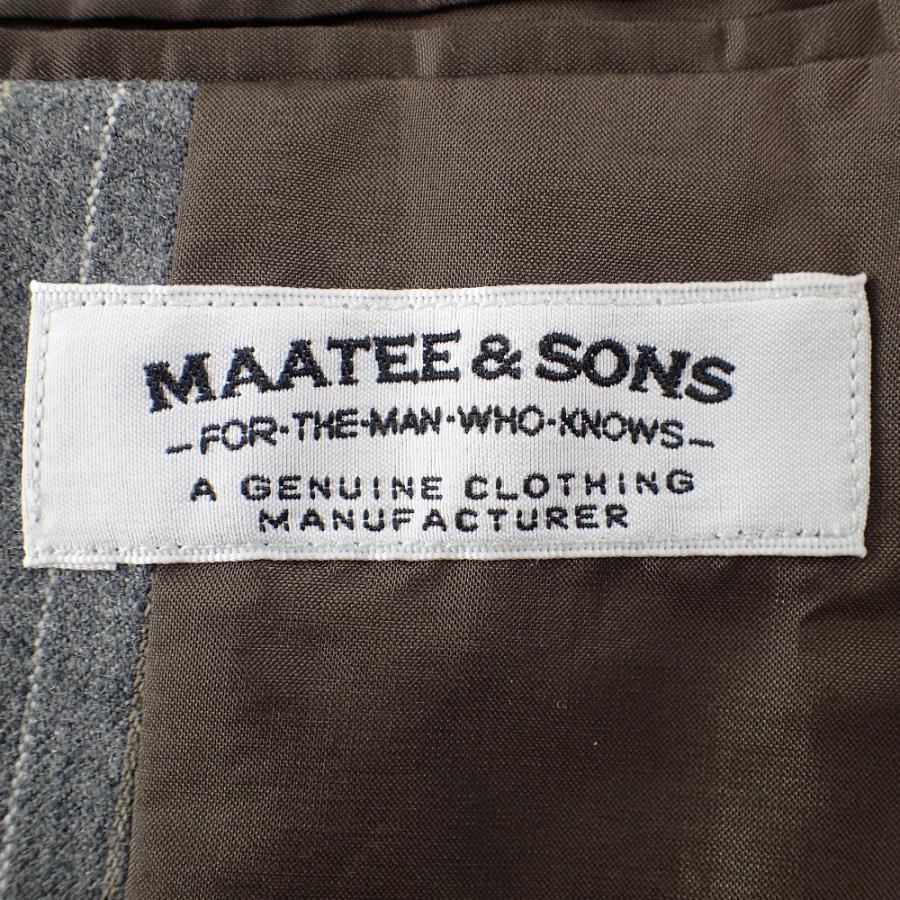 MAATEE & SONS
-FOR·THE·MAN·WHO·KNOWS-
A GENUINE CLOTHING
MANUFACTURER